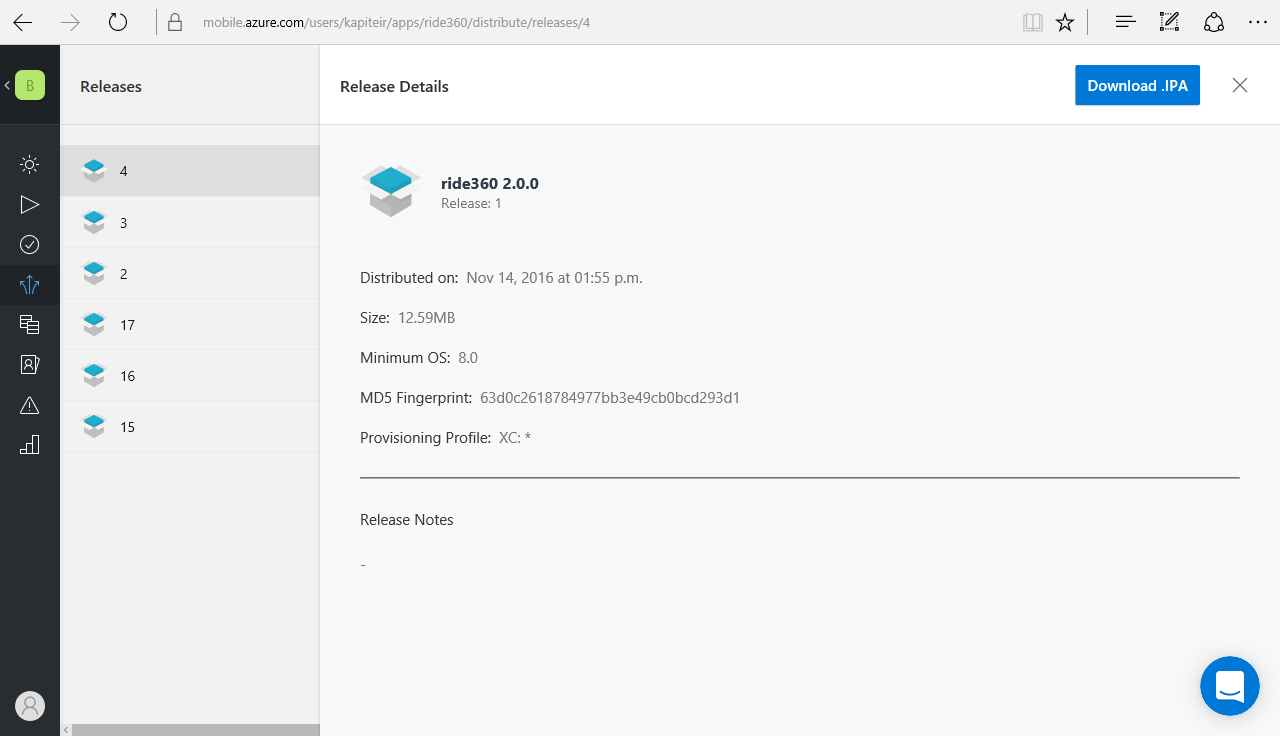 mobile.azure.com/users/kapiteir/apps/ride360/distribute/releases/4
B
Releases
4
3
2
17
16
15
Release Details
Download .IPA
ride360 2.0.0
Release: 1
Distributed on: Nov 14, 2016 at 01:55 p.m.
Size: 12.59MB
Minimum OS: 8.0
MD5 Fingerprint: 63d0c2618784977bb3e49cb0bcd293d1
Provisioning Profile: XC: *
Release Notes
-